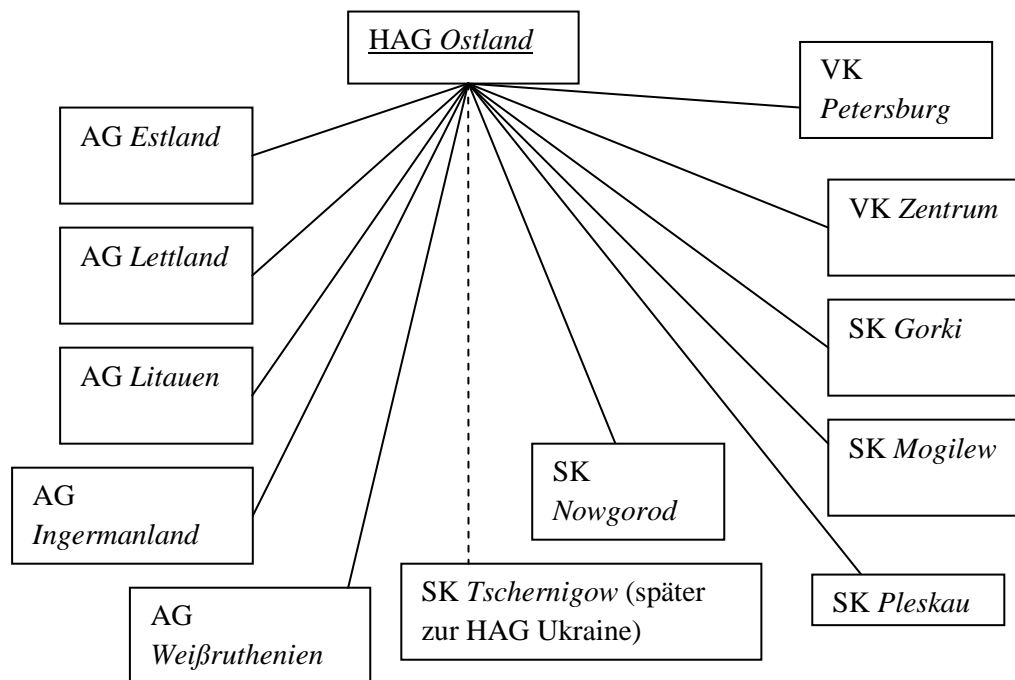 HAG Ostland
VK
Petersburg
AG Estland
VK Zentrum
AG Lettland
SK Gorki
AG Litauen
SK Mogilew
SK
Nowgorod
AG
Ingermanland
SK Tschernigow (später
zur HAG Ukraine)
SK Pleskau
AG
Weißruthenien